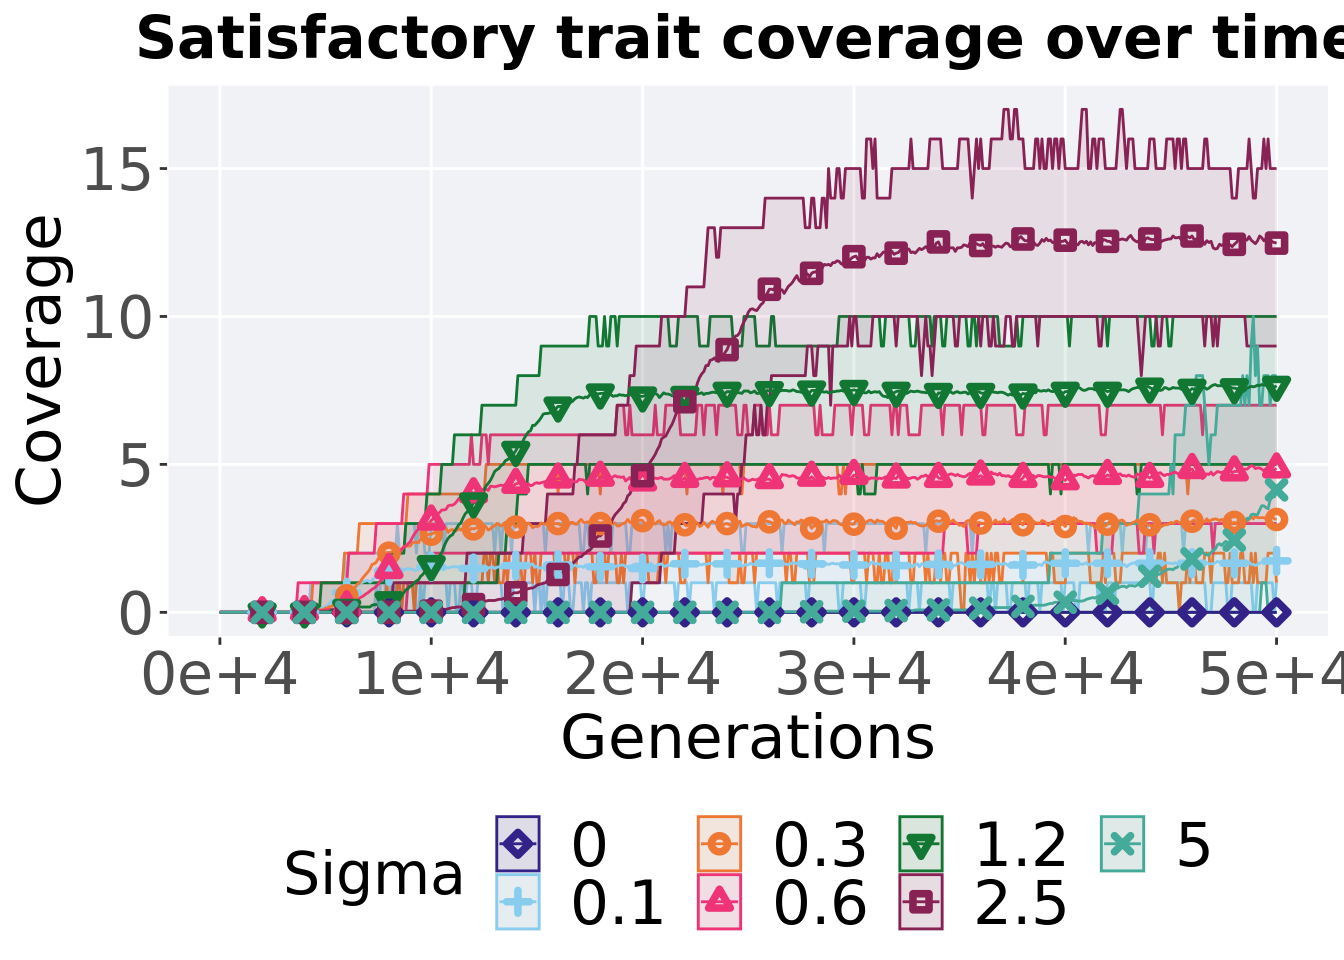 Satisfactory trait coverage over time
Coverage
15
10
5
0
0e+4 1e+4 2e+4 3e+4 4e+4 5e+4
Generations
Sigma
0 0.3 1.2 5
0.1 0.6 2.5